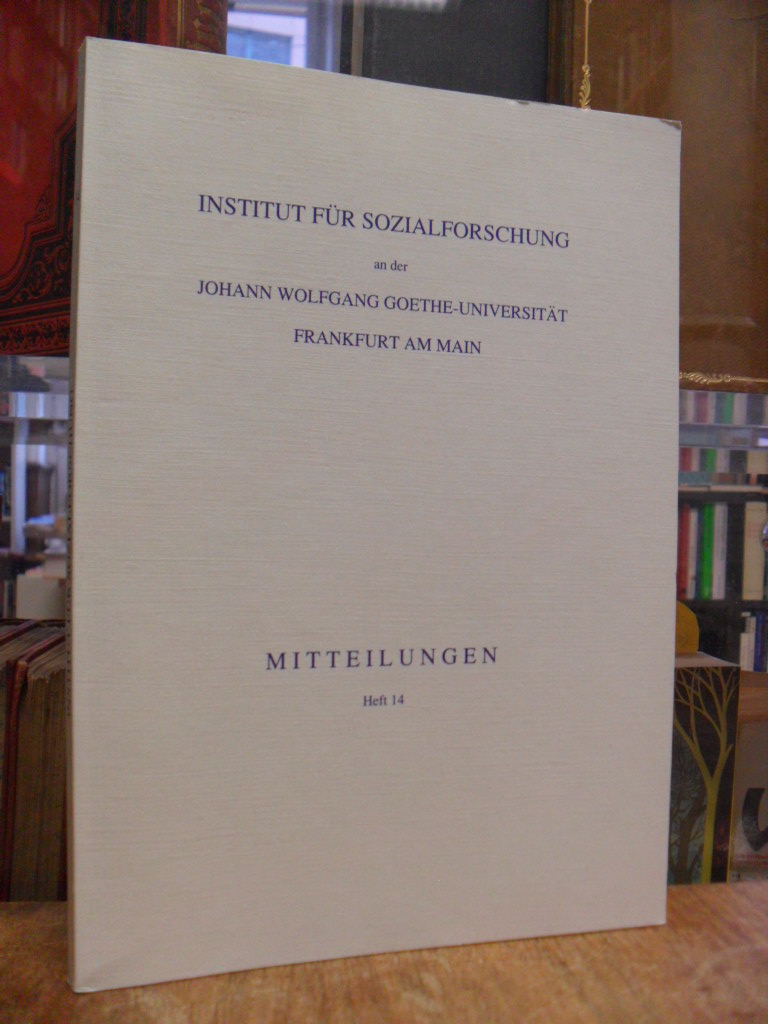 INSTITUT FÜR SOZIALFORSCHUNG
an der
JOHANN WOLFGANG GOETHE-UNIVERSITÄT
FRANKFURT AM MAIN
MITTEILUNGEN
Heft 14